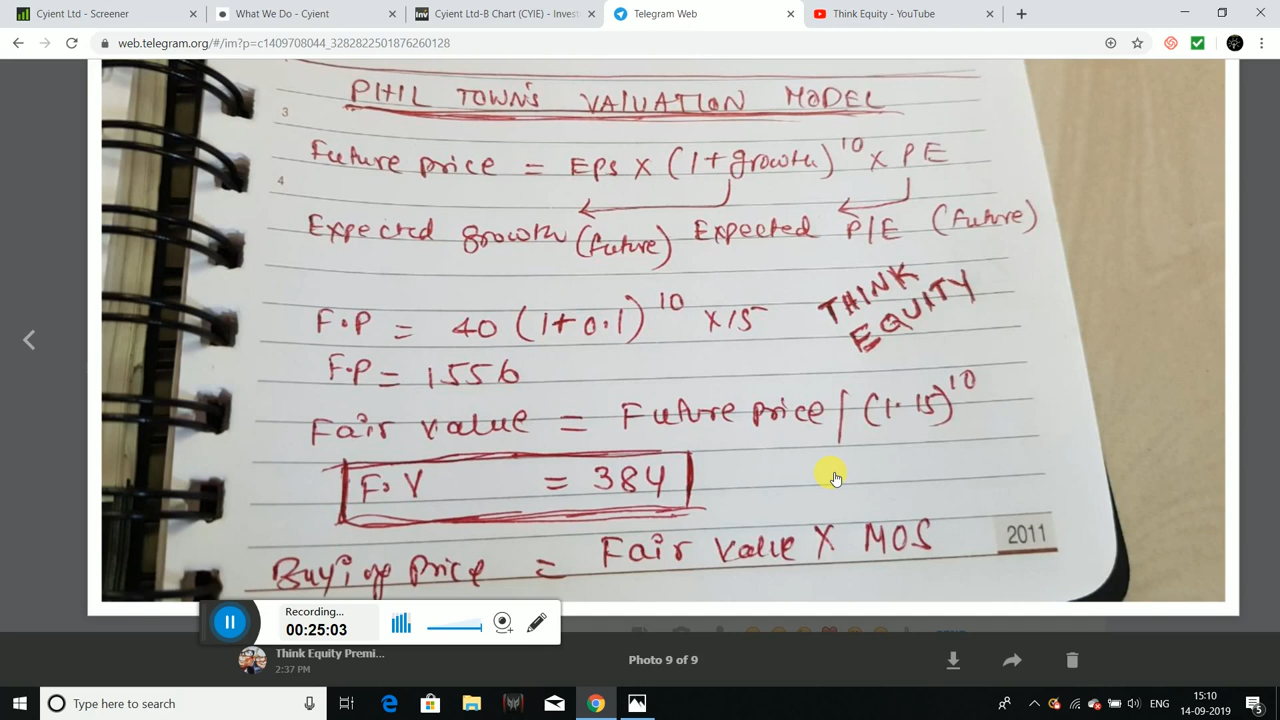 Cyient Ltd - Screener
What We Do - Cyient
Cyient Ltd-B Chart (CYIE) - Invest
Telegram Web
Think Equity - YouTube
web.telegram.org/#/im?p=c1409708044_3282822501876260128
PHIL TOWN'S VALUATION MODEL
3
Future price = EPS X (1+growth)^10 X PE
4
Expected growth (future) Expected P/E (Future)
THINK
EQUITY
F.P = 40 (1+0.1)^10 X15
F.P = 1556
Fair value = Future price / (1.15)^10
F.V = 384
Buying Price = Fair Value X MOS
2011
Recording...
00:25:03
Think Equity Premi...
2:37 PM
Photo 9 of 9
Type here to search
ENG
15:10
14-09-2019
5